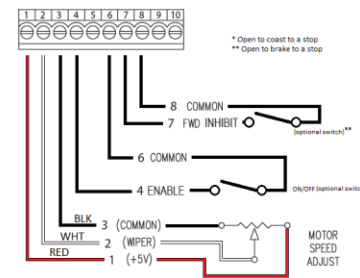 1 2 3 4 5 6 7 8 9 10
* Open to coast to a stop
** Open to brake to a stop
8 COMMON
7 FWD INHIBIT
(optional switch)**
6 COMMON
4 ENABLE
ON/OFF (optional switc
BLK 3 (COMMON)
WHT 2 (WIPER)
RED 1 (+5V)
MOTOR
SPEED
ADJUST